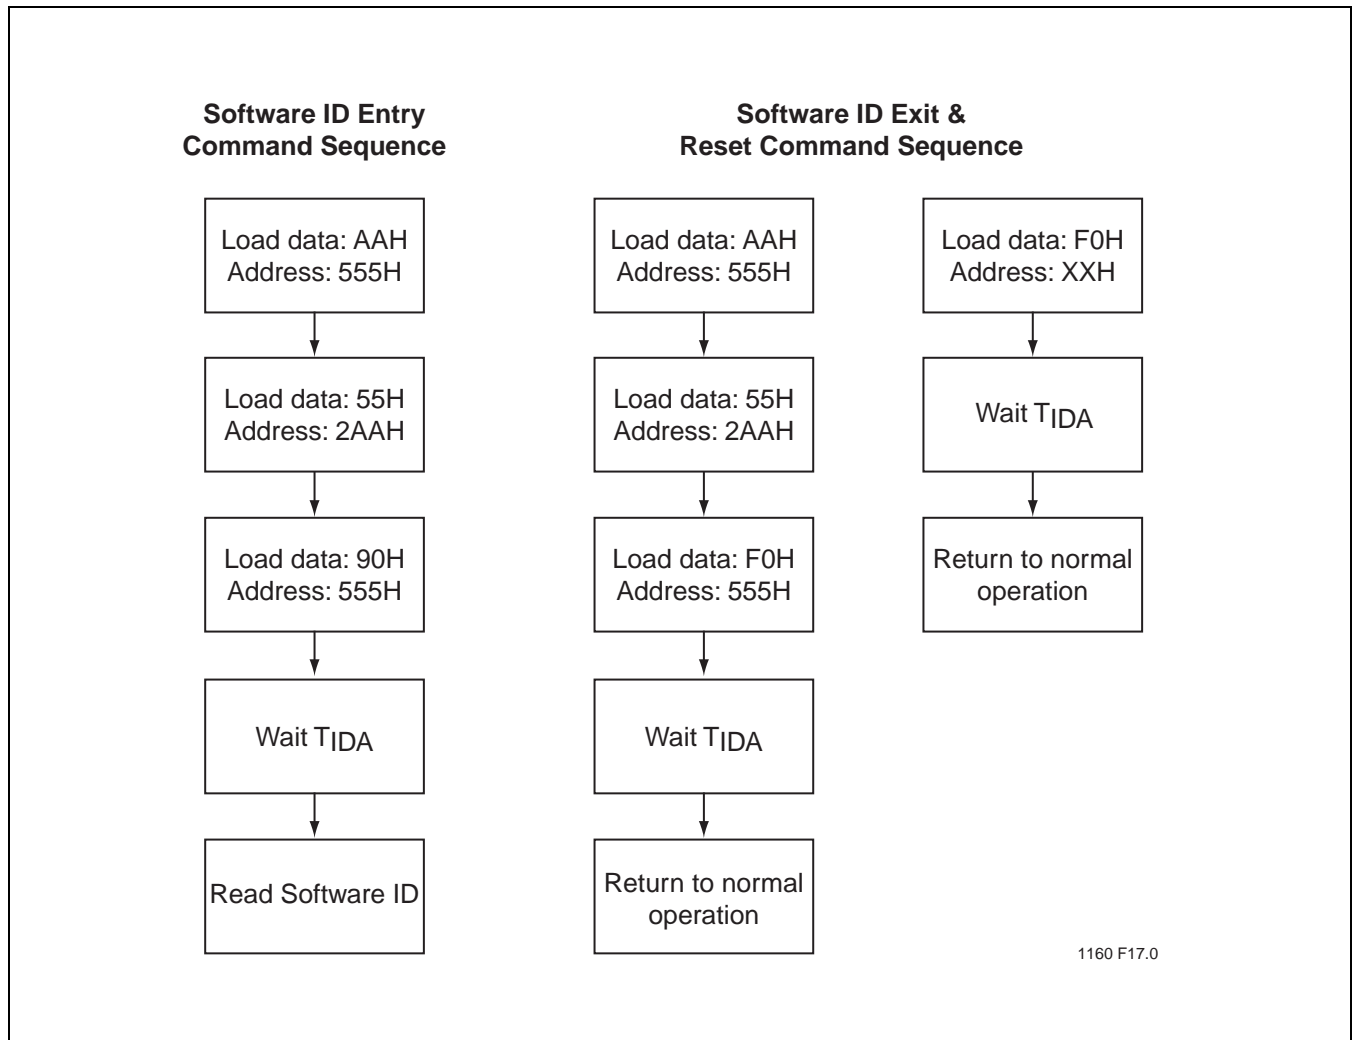 Software ID Entry
Command Sequence
Load data: AAH
Address: 555H
Load data: 55H
Address: 2AAH
Load data: 90H
Address: 555H
Wait TIDA
Read Software ID
Software ID Exit &
Reset Command Sequence
Load data: AAH
Address: 555H
Load data: 55H
Address: 2AAH
Load data: F0H
Address: 555H
Wait TIDA
Return to normal
operation
Load data: F0H
Address: XXH
Wait TIDA
Return to normal
operation
1160 F17.0